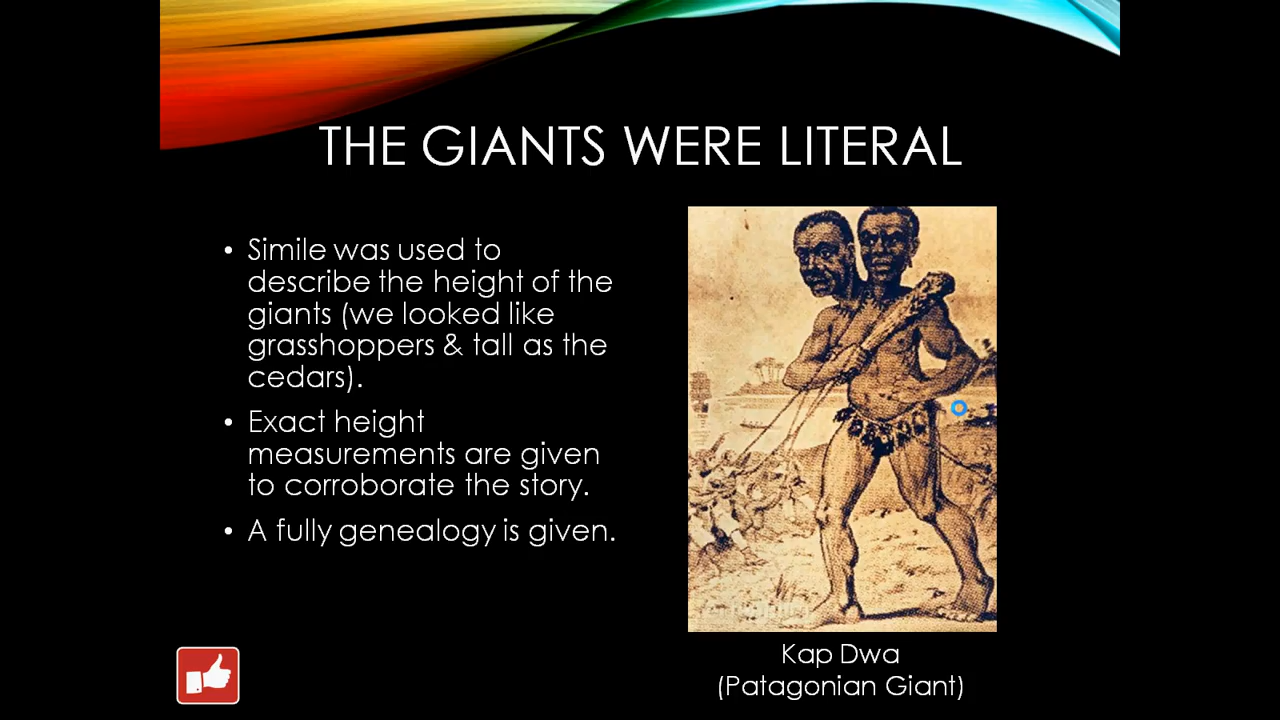 THE GIANTS WERE LITERAL
• Simile was used to
describe the height of the
giants (we looked like
grasshoppers & tall as the
cedars).
• Exact height
measurements are given
to corroborate the story.
• A fully genealogy is given.
Kap Dwa
(Patagonian Giant)